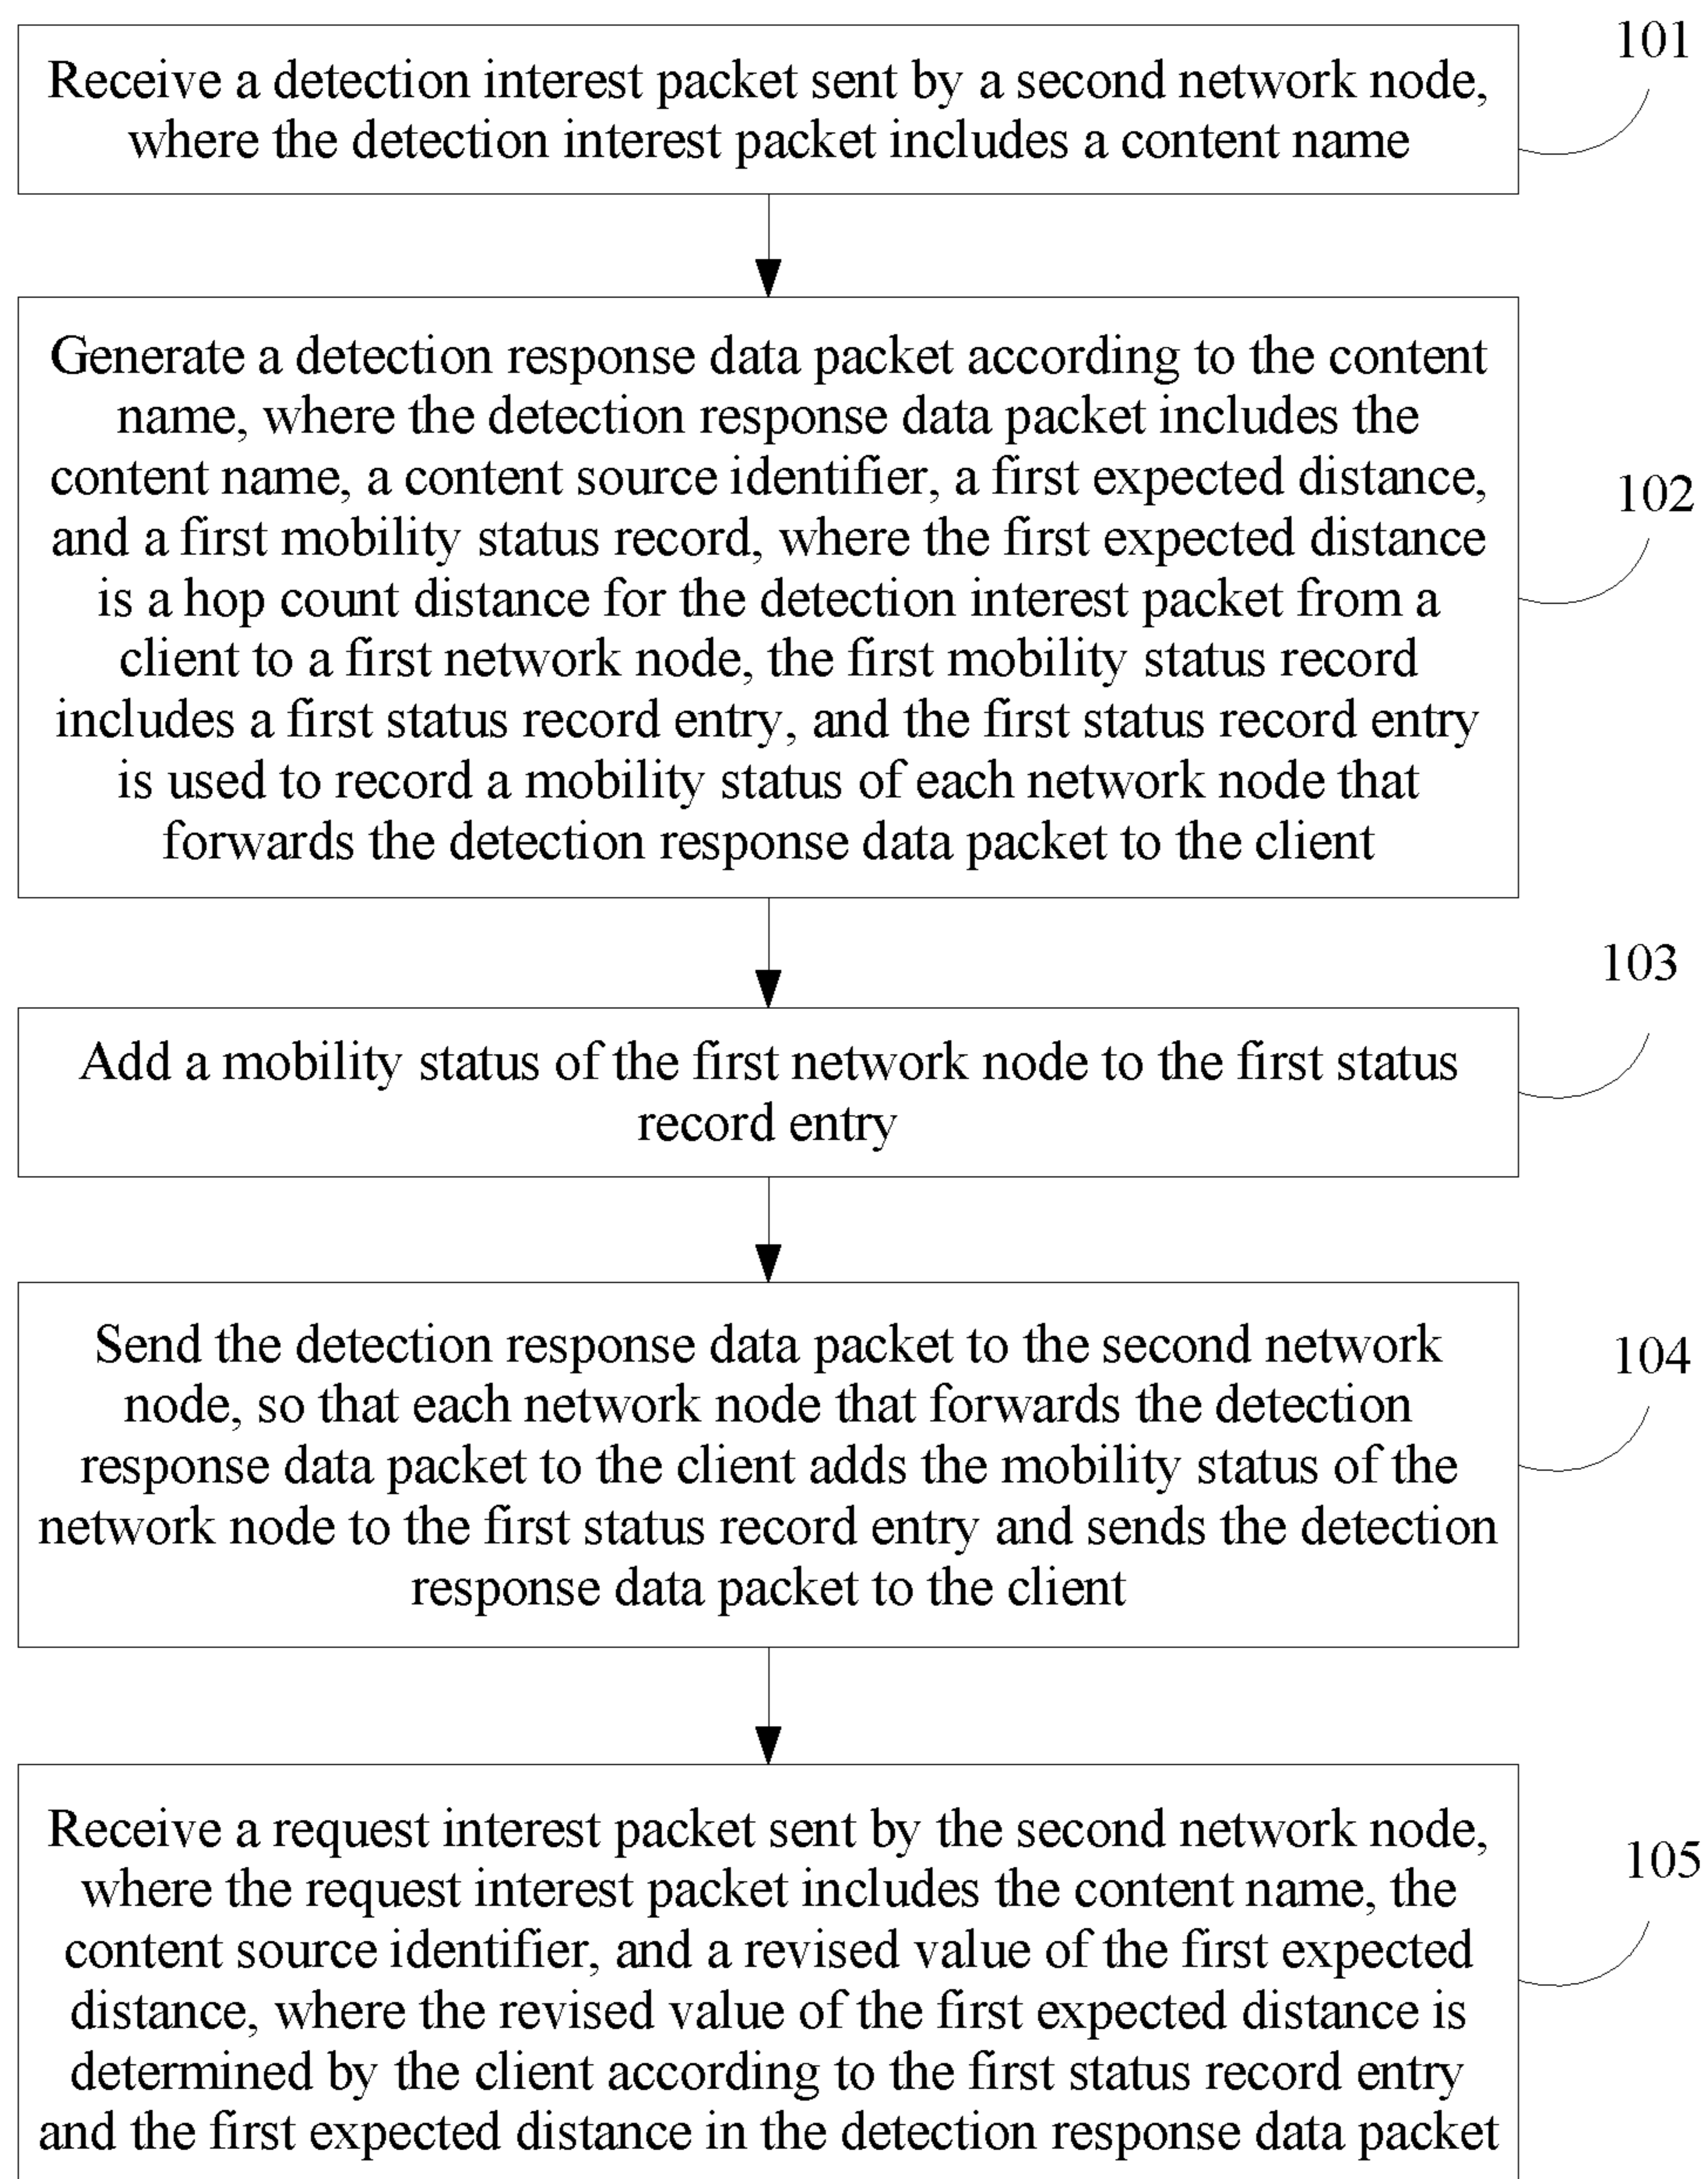 101
Receive a detection interest packet sent by a second network node,
where the detection interest packet includes a content name
Generate a detection response data packet according to the content
name, where the detection response data packet includes the
content name, a content source identifier, a first expected distance,
and a first mobility status record, where the first expected distance
is a hop count distance for the detection interest packet from a
client to a first network node, the first mobility status record
includes a first status record entry, and the first status record entry
is used to record a mobility status of each network node that
forwards the detection response data packet to the client
102
103
Add a mobility status of the first network node to the first status
record entry
Send the detection response data packet to the second network
node, so that each network node that forwards the detection
response data packet to the client adds the mobility status of the
network node to the first status record entry and sends the detection
response data packet to the client
104
Receive a request interest packet sent by the second network node,
where the request interest packet includes the content name, the
content source identifier, and a revised value of the first expected
distance, where the revised value of the first expected distance is
determined by the client according to the first status record entry
and the first expected distance in the detection response data packet
105